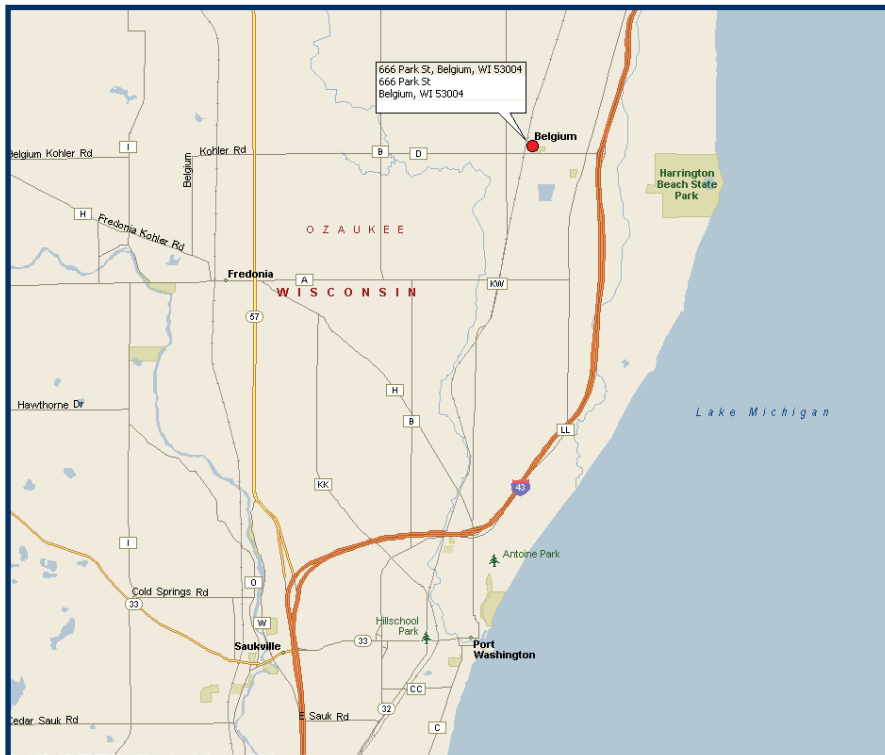 666 Park St, Belgium, WI 53004
666 Park St
Belgium, WI 53004
Belgium
I
Belgium Kohler Rd
Kohler Rd
B
D
Harrington
Beach State
Park
Belgium
H
Fredonia Kohler Rd
OZAUKEE
Fredonia
A
KW
WISCONSIN
57
H
Hawthorne Dr
B
Lake Michigan
LL
KK
43
I
Antoine Park
O
Cold Springs Rd
33
W
Hillschool
Park
Saukville
33
Port
Washington
CC
32
Cedar Sauk Rd
E Sauk Rd
C